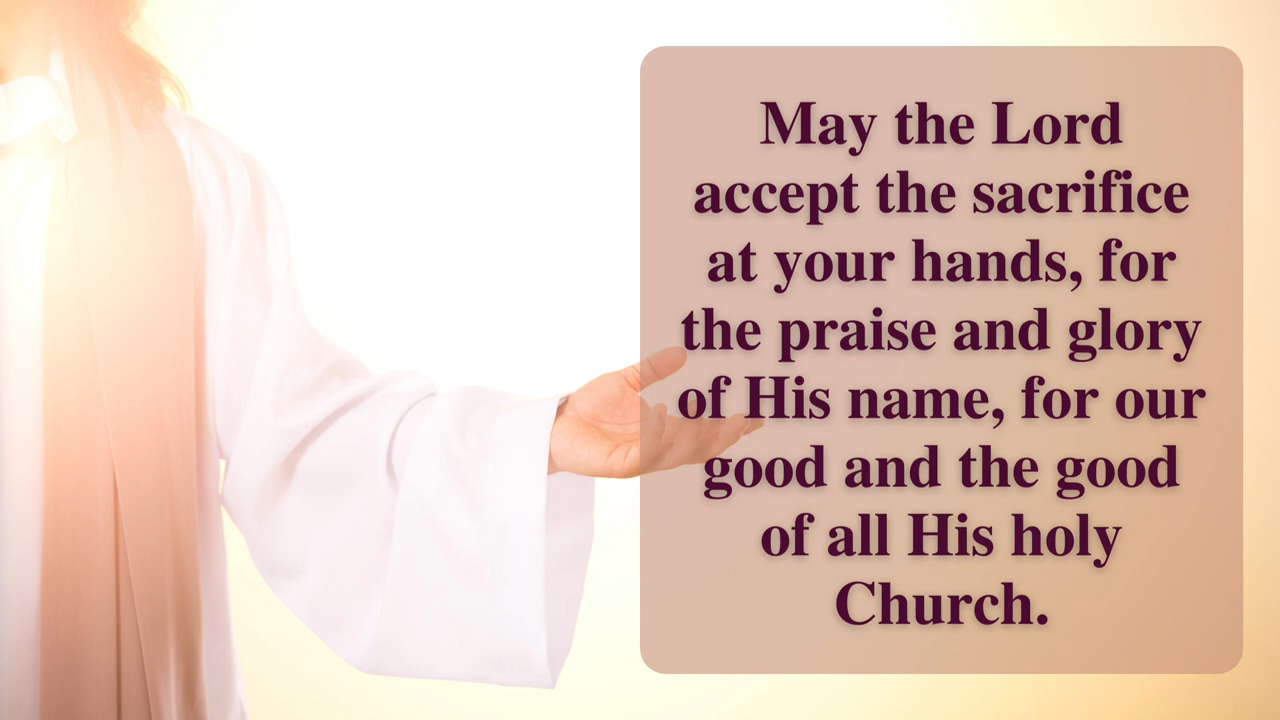 May the Lord
accept the sacrifice
at your hands, for
the praise and glory
of His name, for our
good and the good
of all His holy
Church.